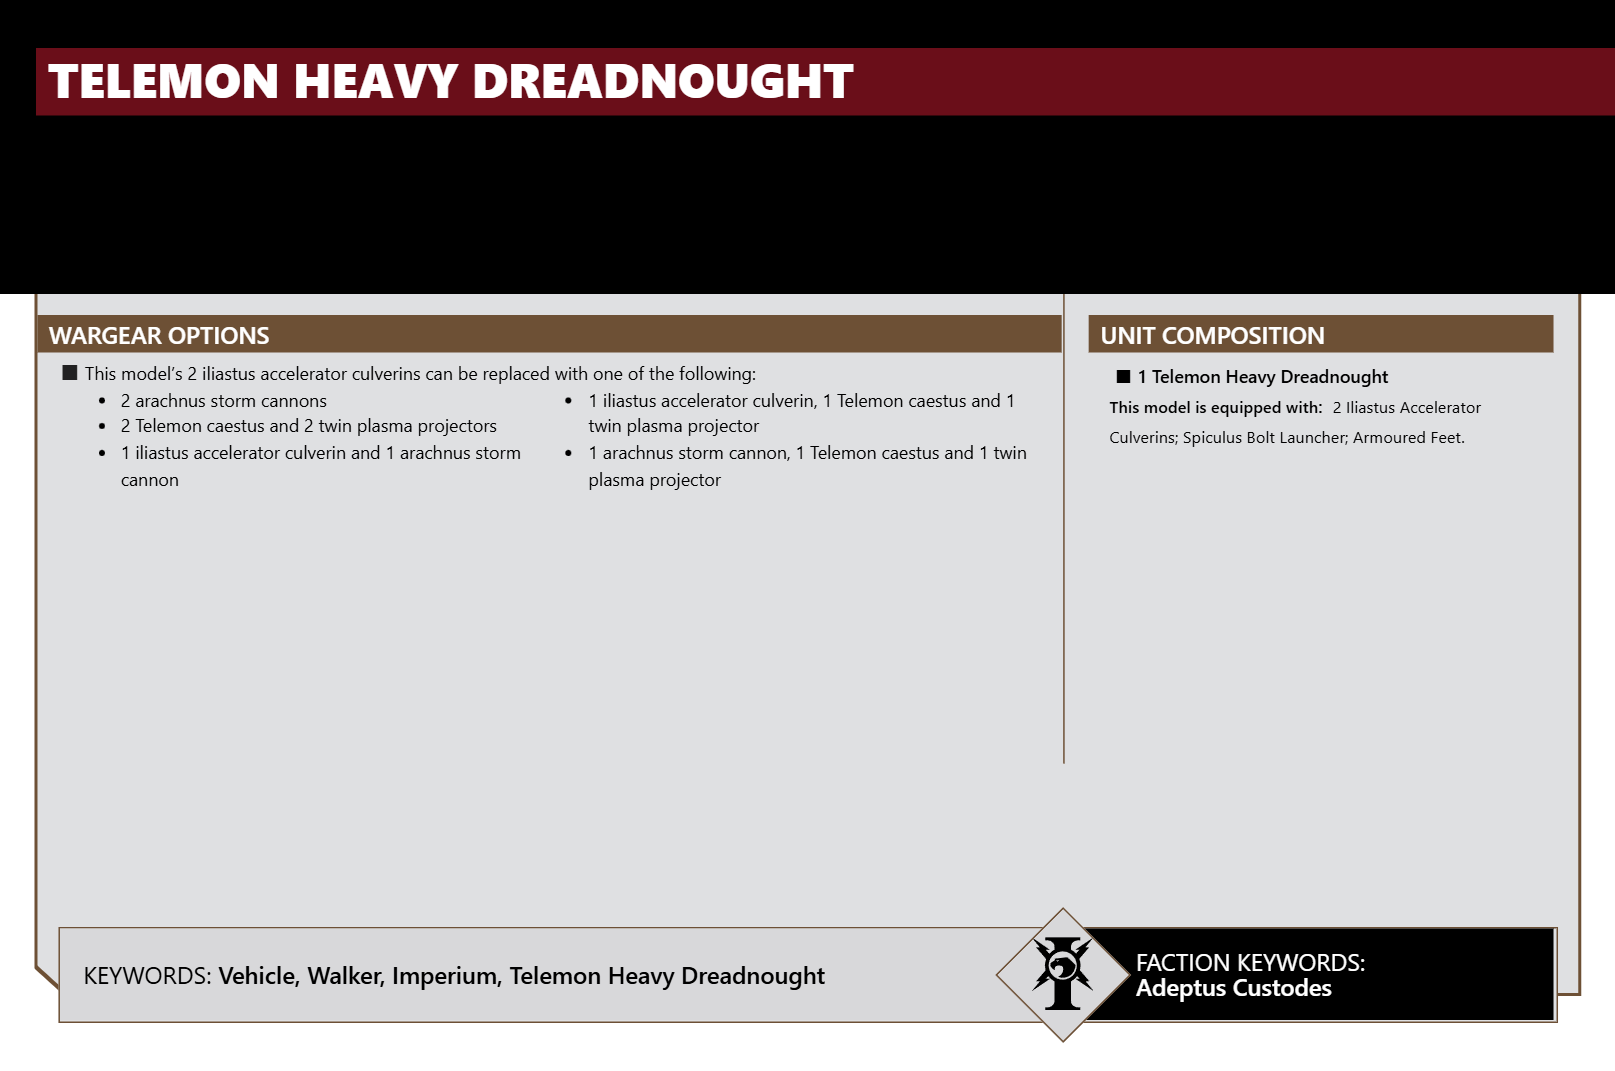 TELEMON HEAVY DREADNOUGHT
WARGEAR OPTIONS
■ This model's 2 iliastus accelerator culverins can be replaced with one of the following:
• 2 arachnus storm cannons
• 2 Telemon caestus and 2 twin plasma projectors
• 1 iliastus accelerator culverin and 1 arachnus storm
cannon
• 1 iliastus accelerator culverin, 1 Telemon caestus and 1
twin plasma projector
• 1 arachnus storm cannon, 1 Telemon caestus and 1 twin
plasma projector
UNIT COMPOSITION
■ 1 Telemon Heavy Dreadnought
This model is equipped with: 2 Iliastus Accelerator
Culverins; Spiculus Bolt Launcher; Armoured Feet.
KEYWORDS: Vehicle, Walker, Imperium, Telemon Heavy Dreadnought
FACTION KEYWORDS:
Adeptus Custodes